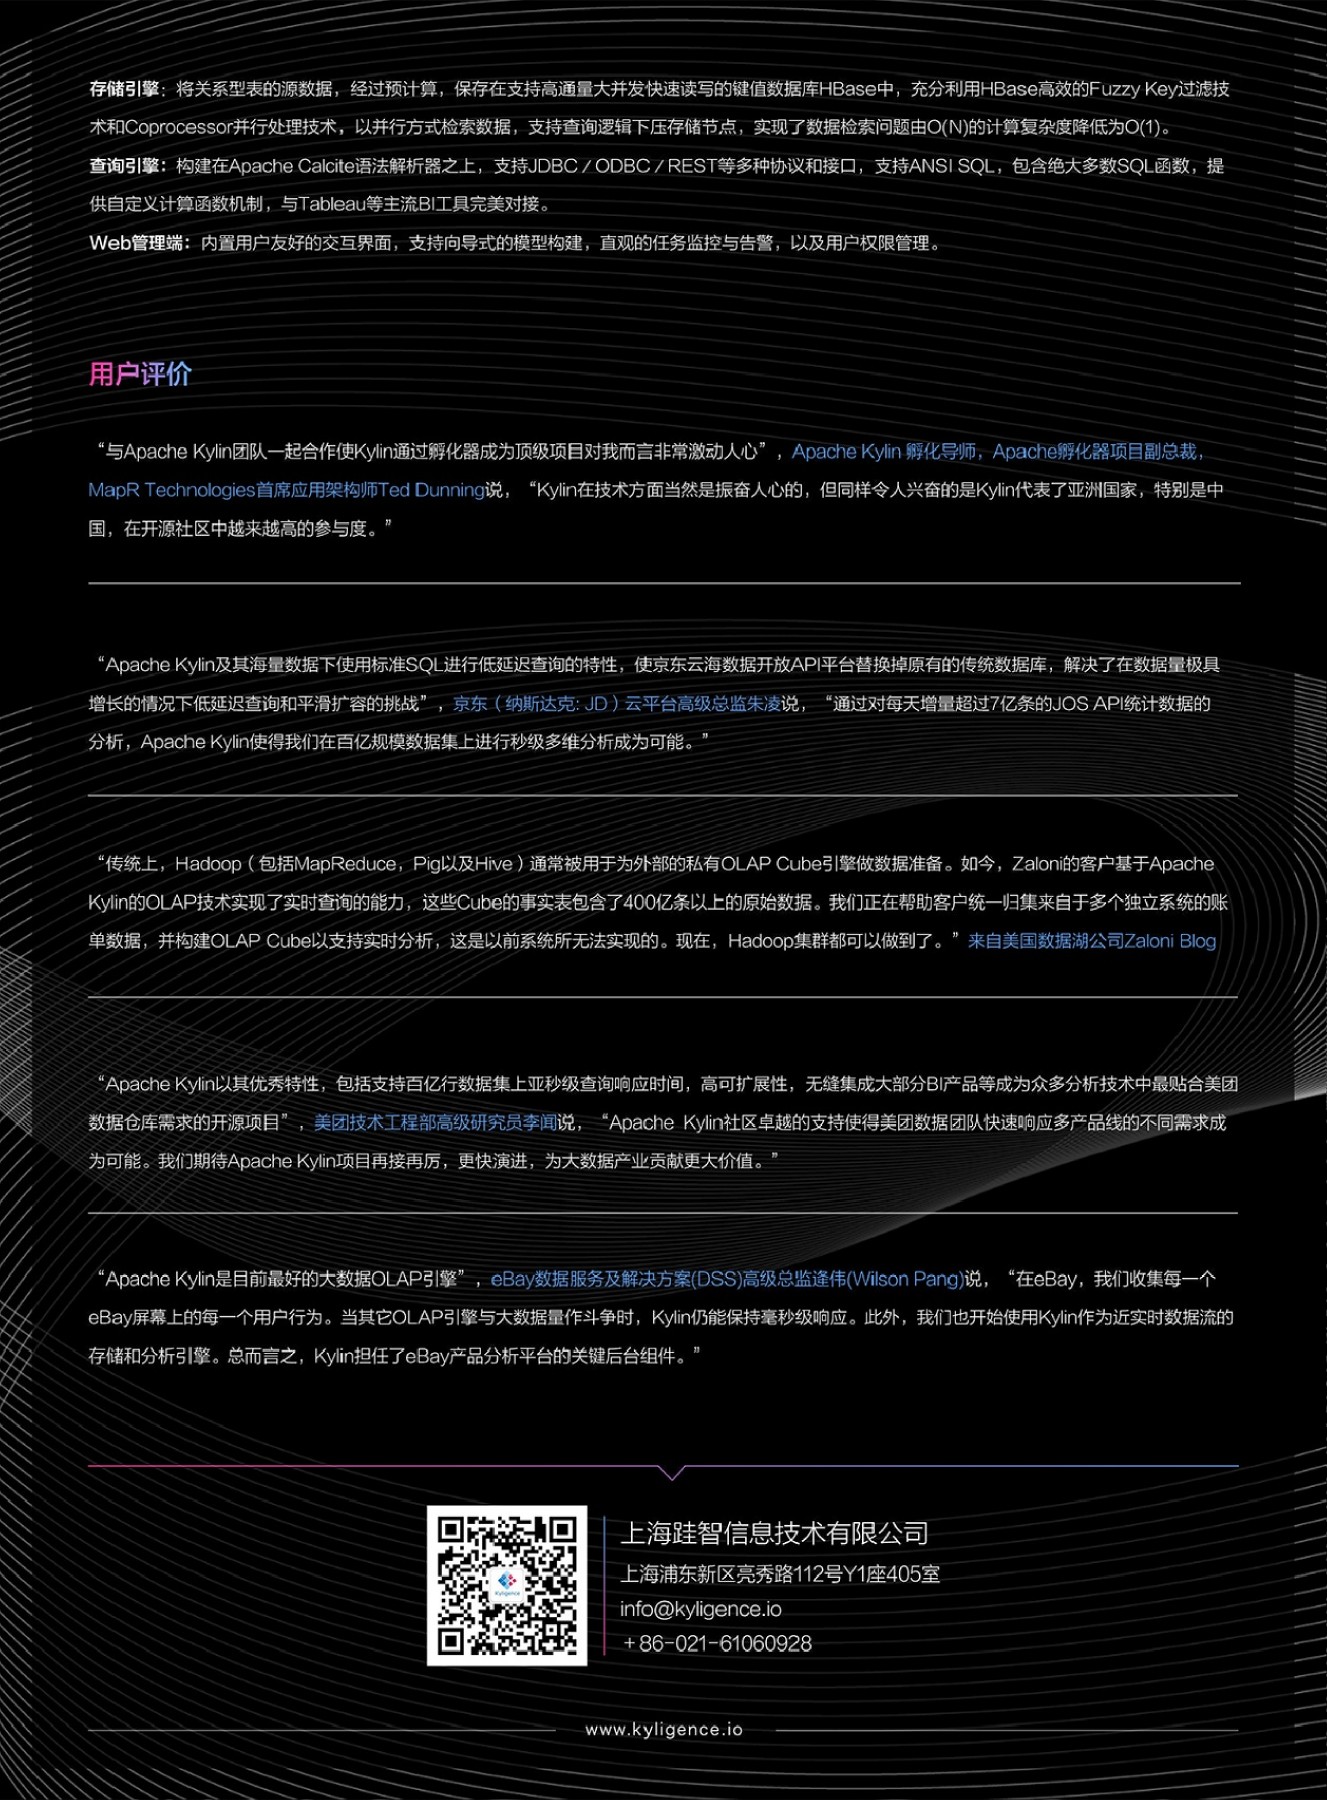 存储引擎：将关系型表的源数据，经过预计算，保存在支持高通量大并发快速读写的键值数据库HBase中，充分利用HBase高效的Fuzzy Key过滤技
术和Coprocessor并行处理技术，以并行方式检索数据，支持查询逻辑下压存储节点，实现了数据检索问题由O(N)的计算复杂度降低为O(1)。
查询引擎：构建在Apache Calcite语法解析器之上，支持JDBC / ODBC / REST等多种协议和接口，支持ANSI SQL，包含绝大多数SQL函数，提
供自定义计算函数机制，与Tableau等主流BI工具完美对接。
Web管理端：内置用户友好的交互界面，支持向导式的模型构建，直观的任务监控与告警，以及用户权限管理。
用户评价
“与Apache Kylin团队一起合作使Kylin通过孵化器成为顶级项目对我而言非常激动人心”，Apache Kylin 孵化导师，Apache孵化器项目副总裁，
MapR Technologies首席应用架构师Ted Dunning说，“Kylin在技术方面当然是振奋人心的，但同样令人兴奋的是Kylin代表了亚洲国家，特别是中
国，在开源社区中越来越高的参与度。”
“Apache Kylin及其海量数据下使用标准SQL进行低延迟查询的特性，使京东云海数据开放API平台替换掉原有的传统数据库，解决了在数据量极具
增长的情况下低延迟查询和平滑扩容的挑战”，京东（纳斯达克: JD）云平台高级总监朱凌说，“通过对每天增量超过7亿条的JOS API统计数据的
分析，Apache Kylin使得我们在百亿规模数据集上进行秒级多维分析成为可能。”
“传统上，Hadoop（包括MapReduce，Pig以及Hive）通常被用于为外部的私有OLAP Cube引擎做数据准备。如今，Zaloni的客户基于Apache
Kylin的OLAP技术实现了实时查询的能力，这些Cube的事实表包含了400亿条以上的原始数据。我们正在帮助客户统一归集来自于多个独立系统的账
单数据，并构建OLAP Cube以支持实时分析，这是以前系统所无法实现的。现在，Hadoop集群都可以做到了。”来自美国数据湖公司Zaloni Blog
“Apache Kylin以其优秀特性，包括支持百亿行数据集上亚秒级查询响应时间，高可扩展性，无缝集成大部分BI产品等成为众多分析技术中最贴合美团
数据仓库需求的开源项目”，美团技术工程部高级研究员李闻说，“Apache Kylin社区卓越的支持使得美团数据团队快速响应多产品线的不同需求成
为可能。我们期待Apache Kylin项目再接再厉，更快演进，为大数据产业贡献更大价值。”
“Apache Kylin是目前最好的大数据OLAP引擎”，eBay数据服务及解决方案(DSS)高级总监逄伟(Wilson Pang)说，“在eBay，我们收集每一个
eBay屏幕上的每一个用户行为。当其它OLAP引擎与大数据量作斗争时，Kylin仍能保持毫秒级响应。此外，我们也开始使用Kylin作为近实时数据流的
存储和分析引擎。总而言之，Kylin担任了eBay产品分析平台的关键后台组件。”
Kyligence
上海跬智信息技术有限公司
上海浦东新区亮秀路112号Y1座405室
info@kyligence.io
+86-021-61060928
www.kyligence.io